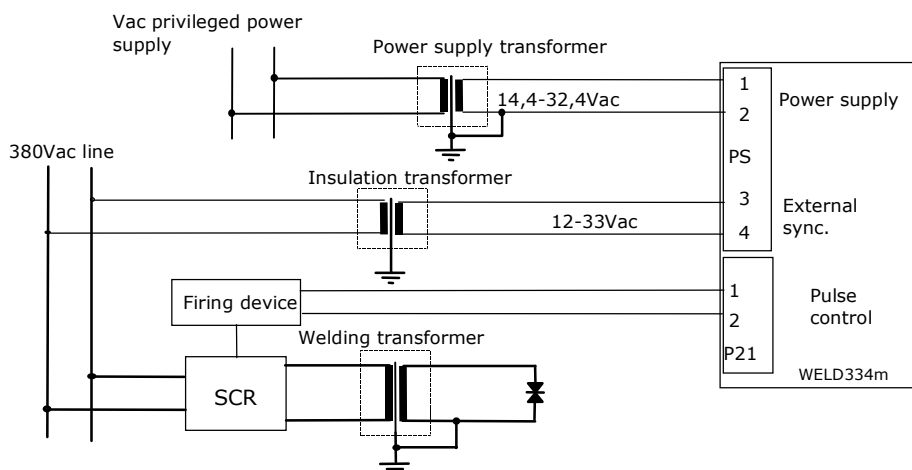 Vac privileged power
supply
Power supply transformer
1
Power supply
14,4-32,4Vac
2
380Vac line
PS
Insulation transformer
3
External
sync.
12-33Vac
4
Firing device
1
Pulse
control
2
Welding transformer
P21
WELD334m
SCR